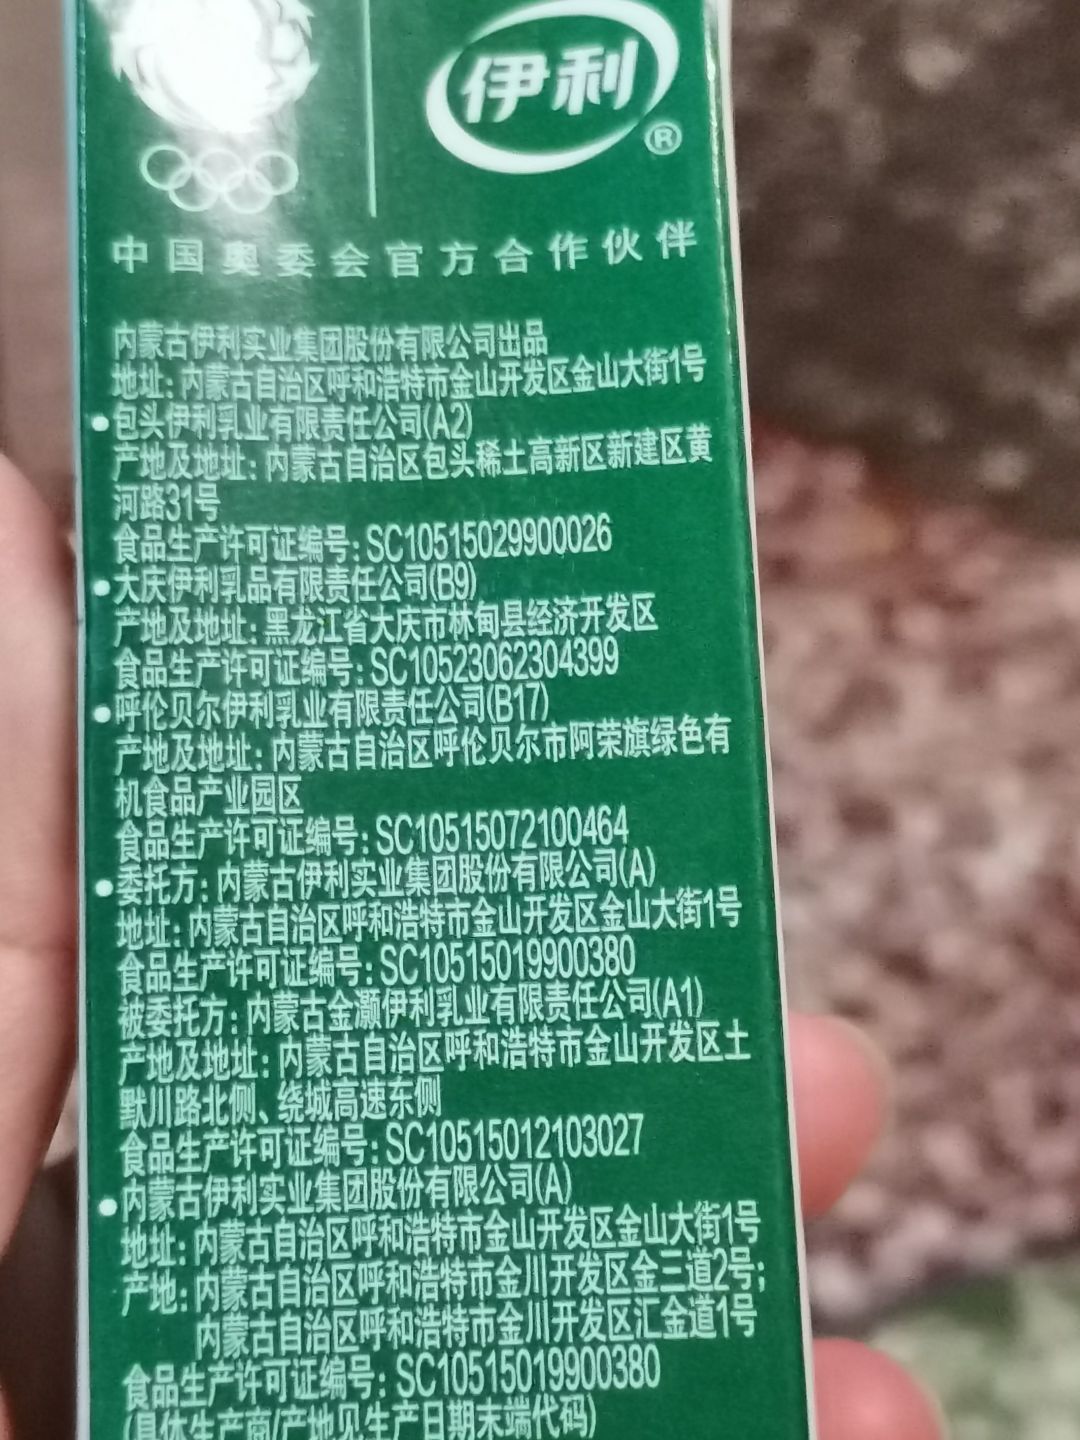 伊利
®
中国奥委会官方合作伙伴
内蒙古伊利实业集团股份有限公司出品
地址:内蒙古自治区呼和浩特市金山开发区金山大街1号
●包头伊利乳业有限责任公司(A2)
产地及地址:内蒙古自治区包头稀土高新区新建区黄
河路31号
食品生产许可证编号:SC10515029900026
●大庆伊利乳品有限责任公司(B9)
产地及地址:黑龙江省大庆市林甸县经济开发区
食品生产许可证编号:SC10523062304399
●呼伦贝尔伊利乳业有限责任公司(B17)
产地及地址:内蒙古自治区呼伦贝尔市阿荣旗绿色有
机食品产业园区
食品生产许可证编号:SC10515072100464
●委托方:内蒙古伊利实业集团股份有限公司(A)
地址:内蒙古自治区呼和浩特市金山开发区金山大街1号
食品生产许可证编号:SC10515019900380
被委托方:内蒙古金灏伊利乳业有限责任公司(A1)
产地及地址:内蒙古自治区呼和浩特市金山开发区土
默川路北侧、绕城高速东侧
食品生产许可证编号:SC10515012103027
●内蒙古伊利实业集团股份有限公司(A)
地址:内蒙古自治区呼和浩特市金山开发区金山大街1号
产地:内蒙古自治区呼和浩特市金川开发区金三道2号;
内蒙古自治区呼和浩特市金川开发区汇金道1号
食品生产许可证编号:SC10515019900380
(具体生产商/产地见生产日期末端代码)